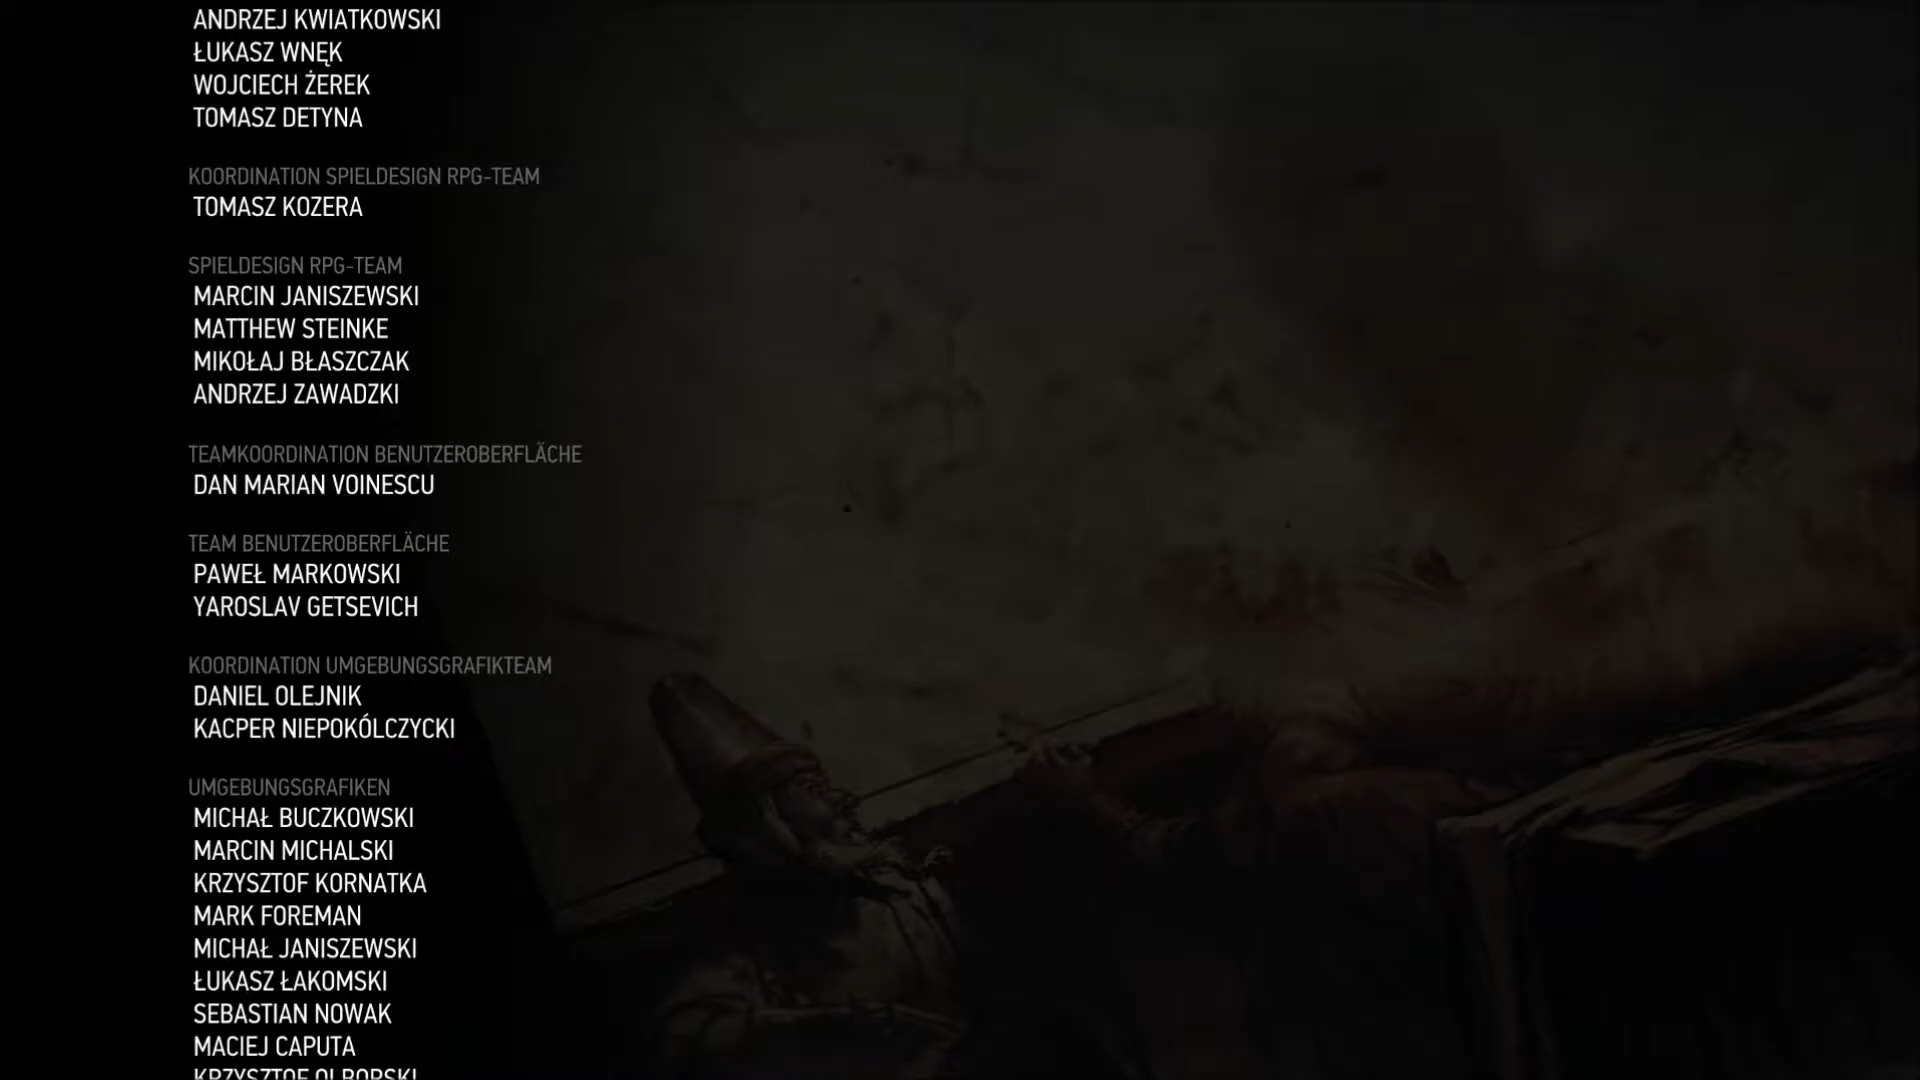 ANDRZEJ KWIATKOWSKI
ŁUKASZ WNĘK
WOJCIECH ŻEREK
TOMASZ DETYNA
KOORDINATION SPIELDESIGN RPG-TEAM
TOMASZ KOZERA
SPIELDESIGN RPG-TEAM
MARCIN JANISZEWSKI
MATTHEW STEINKE
MIKOŁAJ BŁASZCZAK
ANDRZEJ ZAWADZKI
TEAMKOORDINATION BENUTZEROBERFLÄCHE
DAN MARIAN VOINESCU
TEAM BENUTZEROBERFLÄCHE
PAWEŁ MARKOWSKI
YAROSLAV GETSEVICH
KOORDINATION UMGEBUNGSGRAFIKTEAM
DANIEL OLEJNIK
KACPER NIEPOKÓLCZYCKI
UMGEBUNGSGRAFIKEN
MICHAŁ BUCZKOWSKI
MARCIN MICHALSKI
KRZYSZTOF KORNATKA
MARK FOREMAN
MICHAŁ JANISZEWSKI
ŁUKASZ ŁAKOMSKI
SEBASTIAN NOWAK
MACIEJ CAPUTA
KRZYSZTOF OLBORSKI